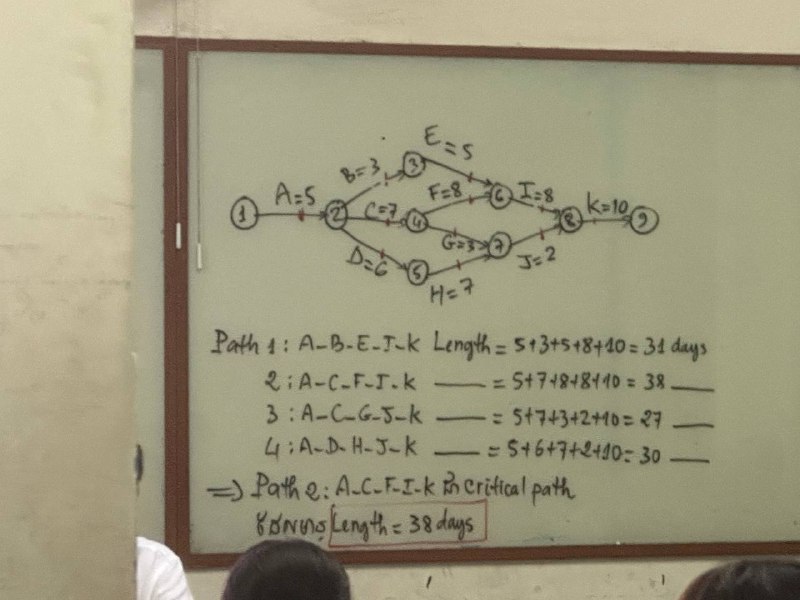 E=5
B=3
3
F=8
6
I=8
A=5
C=7
K=10
1
2
4
8
9
G=3
7
D=6
J=2
5
H=7
Path 1: A-B-E-I-K Length = 5+3+5+8+10 = 31 days
2: A-C-F-I-K —— = 5+7+8+8+10 = 38 ——
3: A-C-G-J-K —— = 5+7+3+2+10 = 27 ——
4: A-D-H-J-K —— = 5+6+7+2+10 = 30 ——
=> Path 2: A-C-F-I-K critical path
Length = 38 days